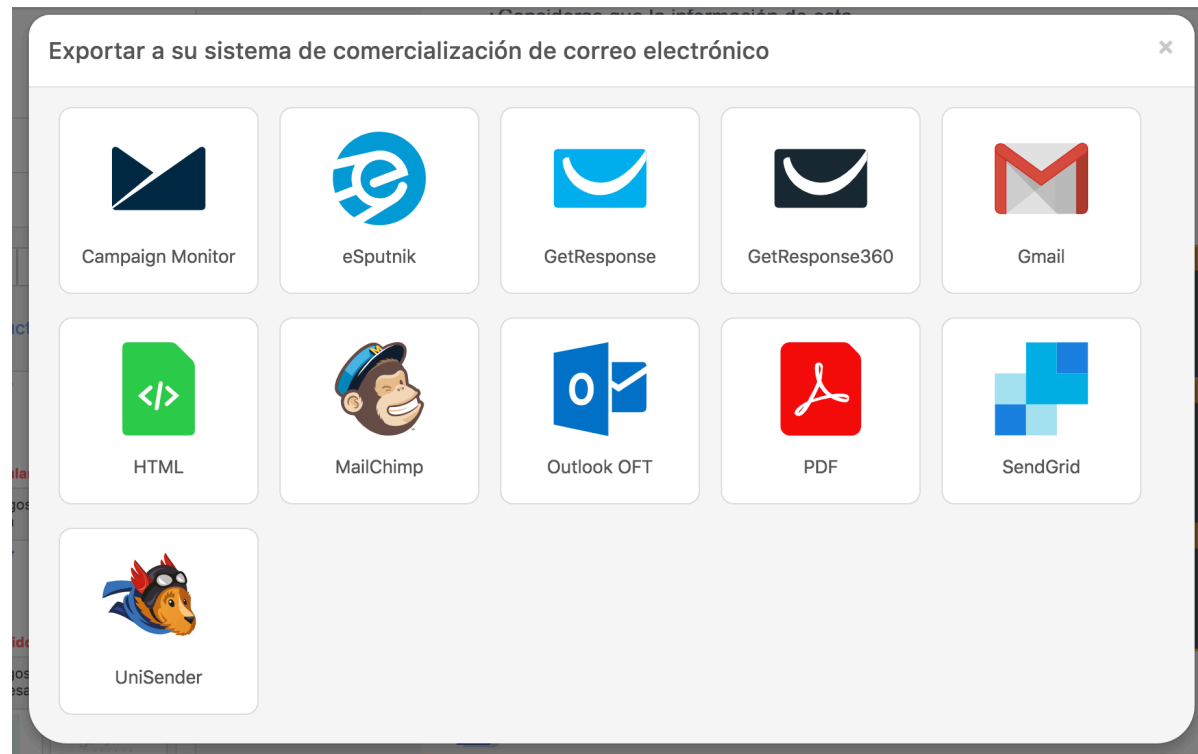 Exportar a su sistema de comercialización de correo electrónico
×
Campaign Monitor
eSputnik
GetResponse
GetResponse360
Gmail
</>
HTML
M
MailChimp
O
Outlook OFT
PDF
SendGrid
UniSender